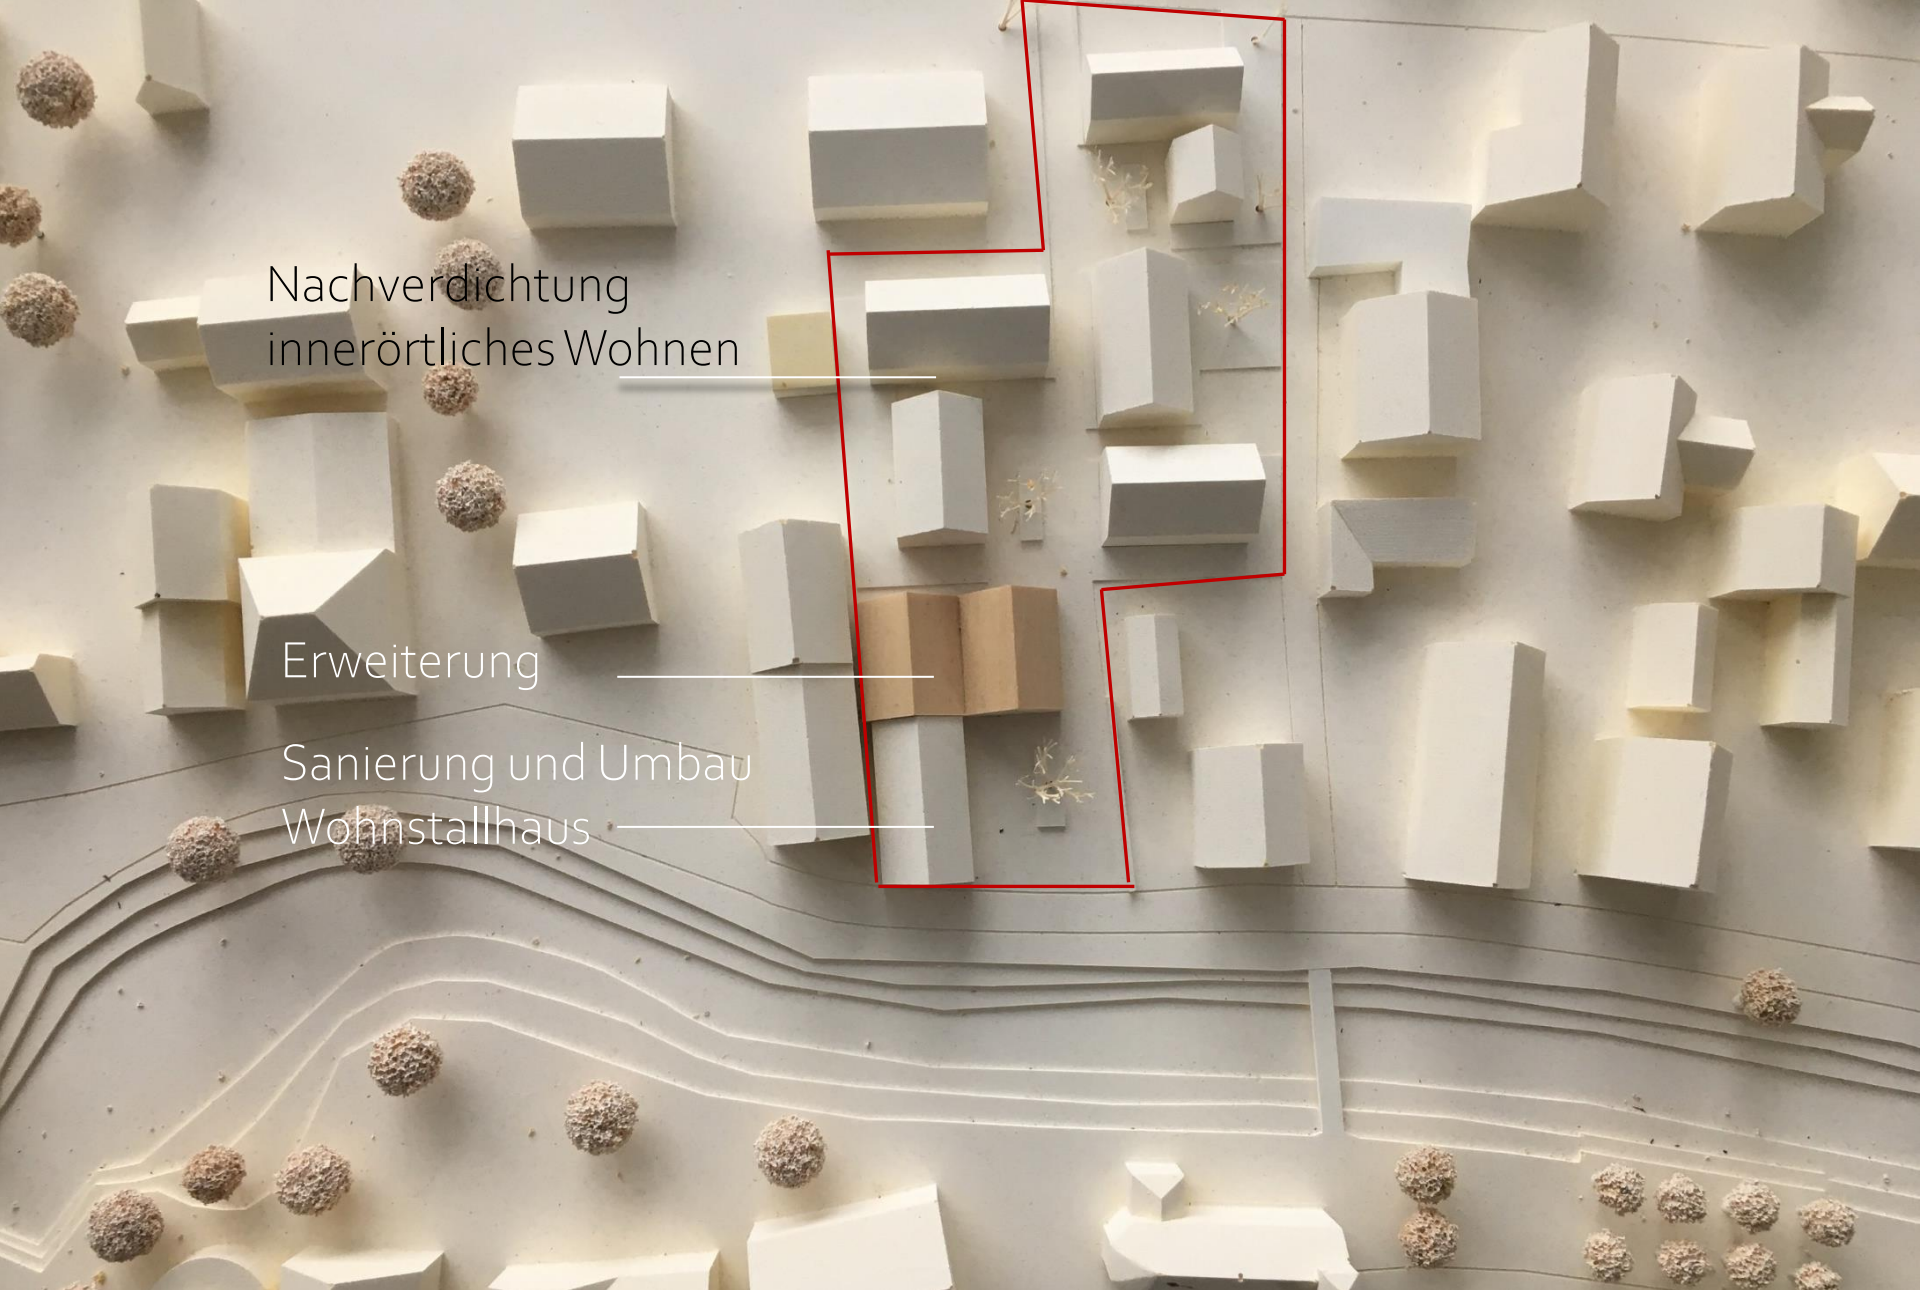 Nachverdichtung
innerörtliches Wohnen
Erweiterung
Sanierung und Umbau
Wohnstallhaus